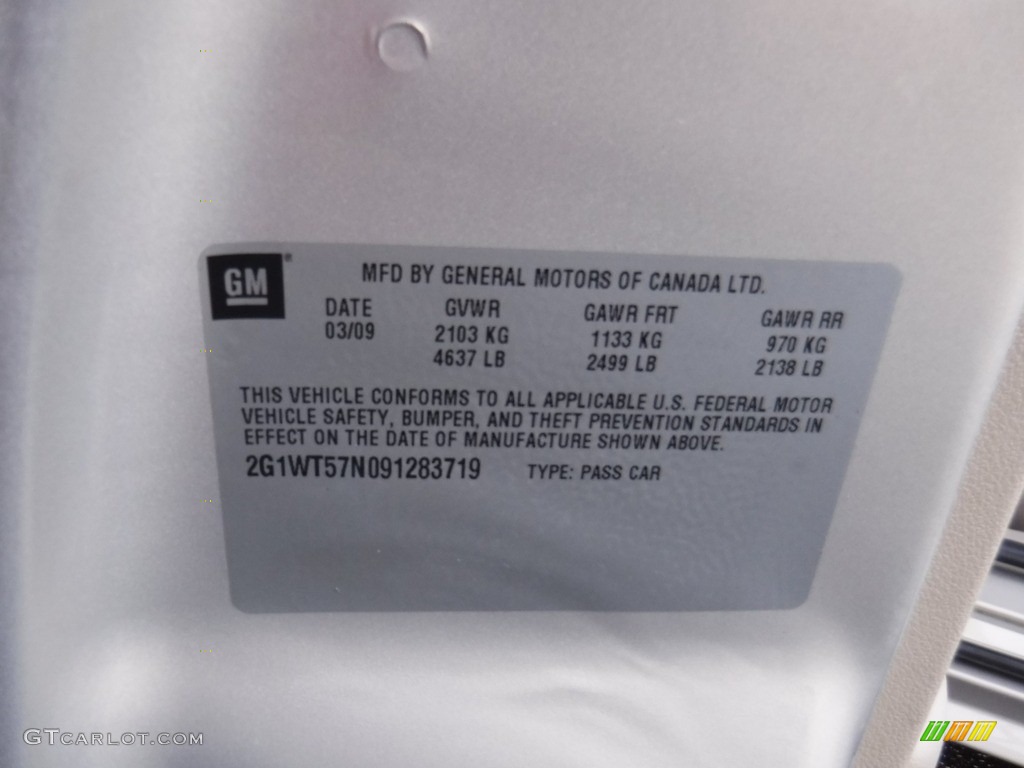 GM®
MFD BY GENERAL MOTORS OF CANADA LTD.
DATE GVWR GAWR FRT GAWR RR
03/09 2103 KG 1133 KG 970 KG
4637 LB 2499 LB 2138 LB
THIS VEHICLE CONFORMS TO ALL APPLICABLE U.S. FEDERAL MOTOR
VEHICLE SAFETY, BUMPER, AND THEFT PREVENTION STANDARDS IN
EFFECT ON THE DATE OF MANUFACTURE SHOWN ABOVE.
2G1WT57N091283719 TYPE: PASS CAR
GTCARLOT.COM